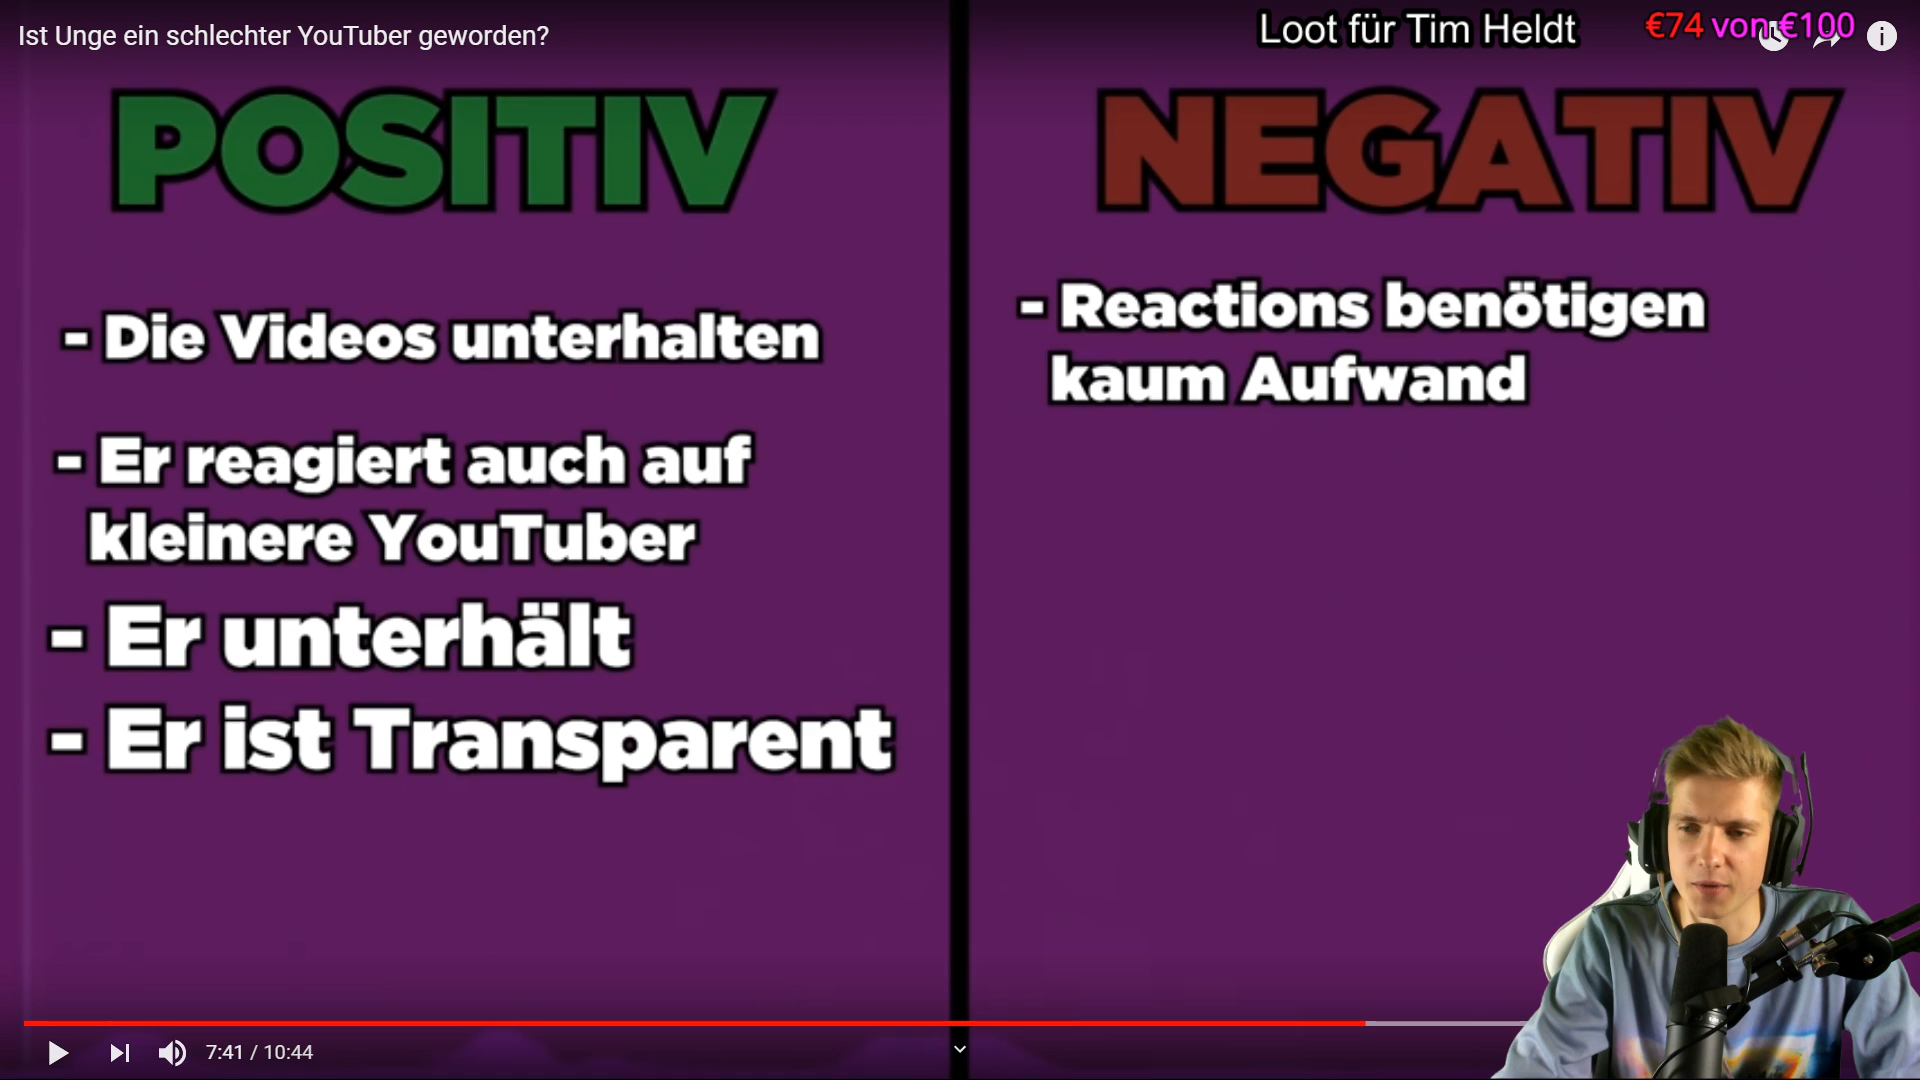 Ist Unge ein schlechter YouTuber geworden?
Loot für Tim Heldt
€74 von €100
POSITIV
- Die Videos unterhalten
- Er reagiert auch auf
kleinere YouTuber
- Er unterhält
- Er ist Transparent
NEGATIV
- Reactions benötigen
kaum Aufwand
7:41 / 10:44